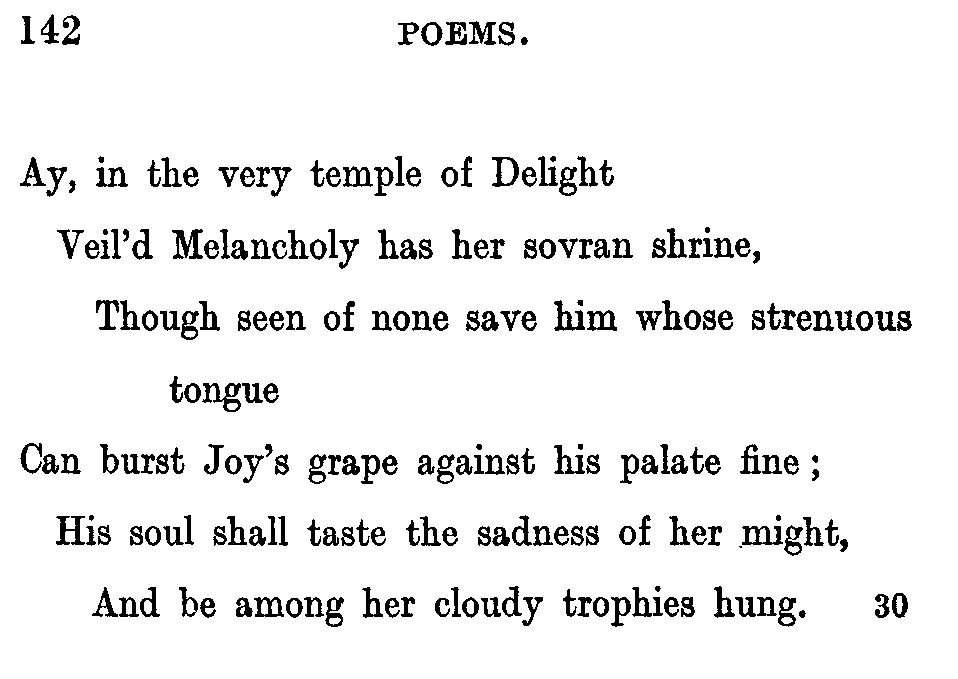 142 POEMS.
Ay, in the very temple of Delight
Veil'd Melancholy has her sovran shrine,
Though seen of none save him whose strenuous
tongue
Can burst Joy's grape against his palate fine ;
His soul shall taste the sadness of her might,
And be among her cloudy trophies hung. 30